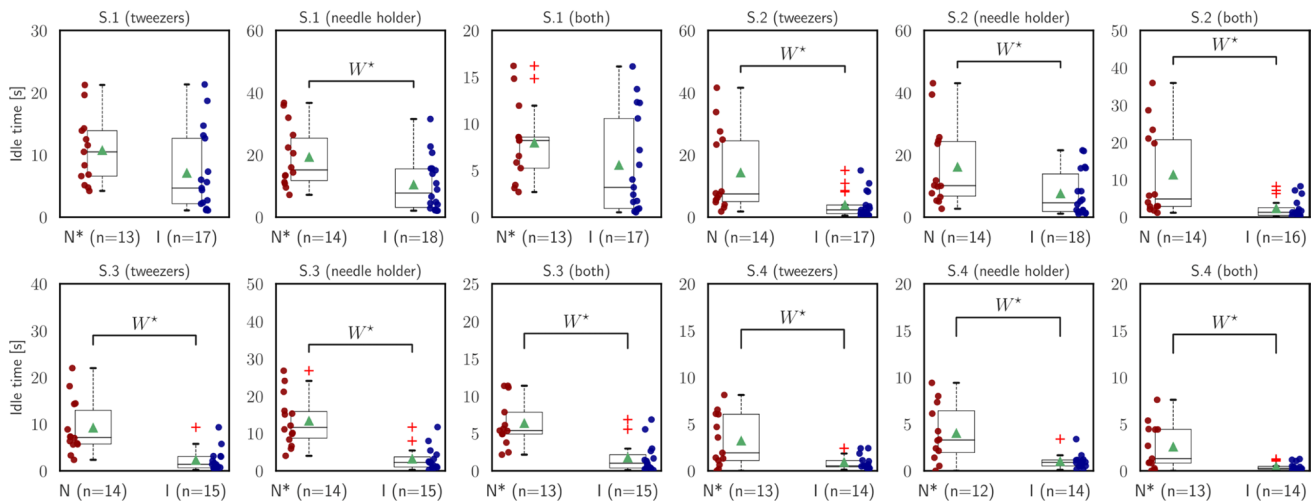 S.1 (tweezers) S.1 (needle holder) S.1 (both) S.2 (tweezers) S.2 (needle holder) S.2 (both)
30 60 20 60 60 50
40
20 40 15 40 40
Idle time [s]
W* W* W* W*
30
10
10 20 20 20 20
5
10
0 0 0 0 0 0
N* (n=13) I (n=17) N* (n=14) I (n=18) N* (n=13) I (n=17) N (n=14) I (n=17) N (n=14) I (n=18) N (n=14) I (n=16)
S.3 (tweezers) S.3 (needle holder) S.3 (both) S.4 (tweezers) S.4 (needle holder) S.4 (both)
40 50 25 20 20 20
W* W* W* W* W* W*
30 40 20 15 15 15
Idle time [s]
20 30 15 10 10 10
20 10
10 10 5 5 5 5
0 0 0 0 0 0
N (n=14) I (n=15) N* (n=14) I (n=15) N* (n=13) I (n=15) N* (n=13) I (n=14) N* (n=12) I (n=14) N* (n=13) I (n=14)